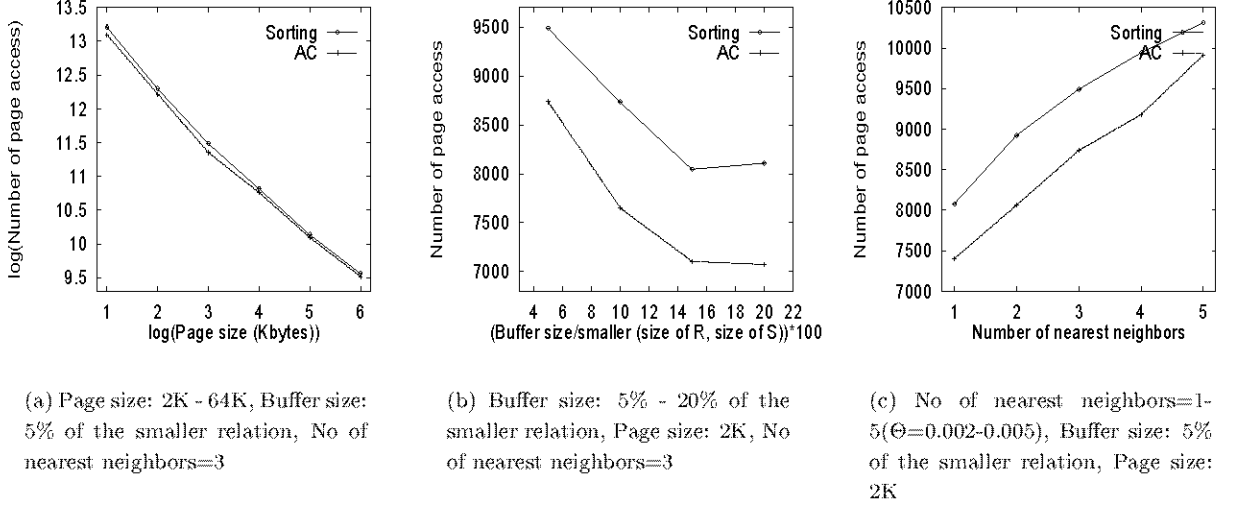 log(Number of page access)
13.5
13
12.5
12
11.5
11
10.5
10
9.5
Sorting
AC
1 2 3 4 5 6
log(Page size (Kbytes))
Number of page access
9500
9000
8500
8000
7500
7000
Sorting
AC
4 6 8 10 12 14 16 18 20 22
(Buffer size/smaller (size of R, size of S))*100
Number of page access
10500
10000
9500
9000
8500
8000
7500
7000
Sorting
AC
1 2 3 4 5
Number of nearest neighbors
(a) Page size: 2K - 64K, Buffer size:
5% of the smaller relation, No of
nearest neighbors=3
(b) Buffer size: 5% - 20% of the
smaller relation, Page size: 2K, No
of nearest neighbors=3
(c) No of nearest neighbors=1-
5(Θ=0.002-0.005), Buffer size: 5%
of the smaller relation, Page size:
2K